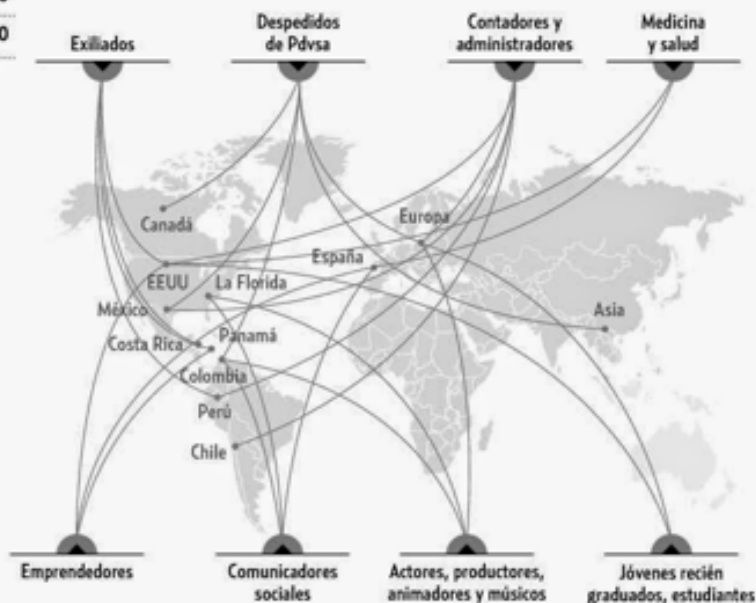 Exiliados
Despedidos
de Pdvsa
Contadores y
administradores
Medicina
y salud
Canadá
Europa
España
EEUU
La Florida
México
Asia
Costa Rica
Panamá
Colombia
Perú
Chile
Emprendedores
Comunicadores
sociales
Actores, productores,
animadores y músicos
Jóvenes recién
graduados, estudiantes